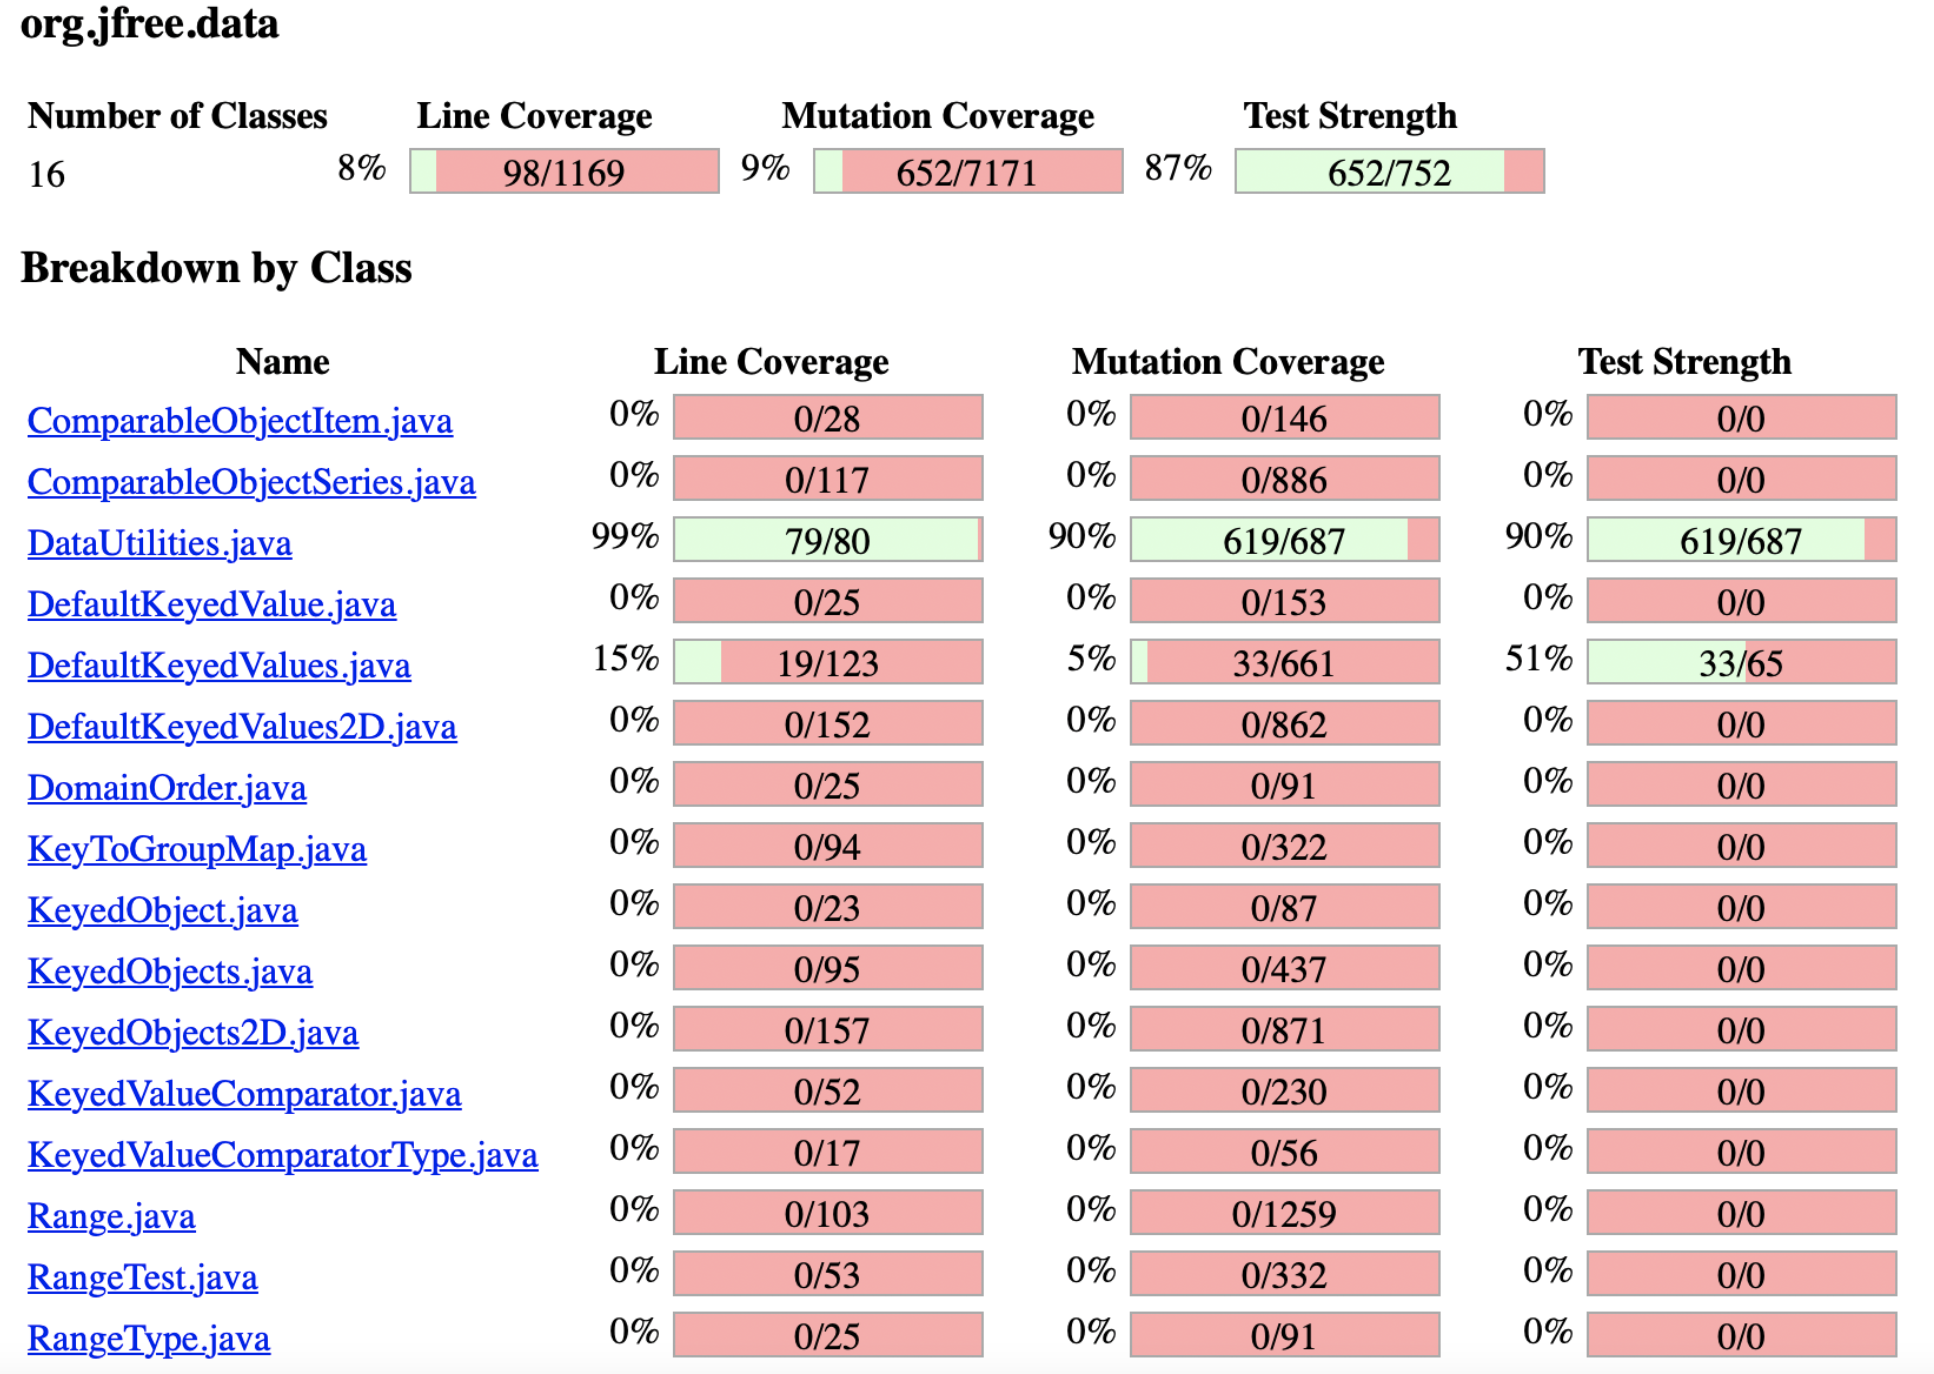 org.jfree.data
Number of Classes Line Coverage Mutation Coverage Test Strength
16 8% 98/1169 9% 652/7171 87% 652/752
Breakdown by Class
Name Line Coverage Mutation Coverage Test Strength
ComparableObjectItem.java 0% 0/28 0% 0/146 0% 0/0
ComparableObjectSeries.java 0% 0/117 0% 0/886 0% 0/0
DataUtilities.java 99% 79/80 90% 619/687 90% 619/687
DefaultKeyedValue.java 0% 0/25 0% 0/153 0% 0/0
DefaultKeyedValues.java 15% 19/123 5% 33/661 51% 33/65
DefaultKeyedValues2D.java 0% 0/152 0% 0/862 0% 0/0
DomainOrder.java 0% 0/25 0% 0/91 0% 0/0
KeyToGroupMap.java 0% 0/94 0% 0/322 0% 0/0
KeyedObject.java 0% 0/23 0% 0/87 0% 0/0
KeyedObjects.java 0% 0/95 0% 0/437 0% 0/0
KeyedObjects2D.java 0% 0/157 0% 0/871 0% 0/0
KeyedValueComparator.java 0% 0/52 0% 0/230 0% 0/0
KeyedValueComparatorType.java 0% 0/17 0% 0/56 0% 0/0
Range.java 0% 0/103 0% 0/1259 0% 0/0
RangeTest.java 0% 0/53 0% 0/332 0% 0/0
RangeType.java 0% 0/25 0% 0/91 0% 0/0